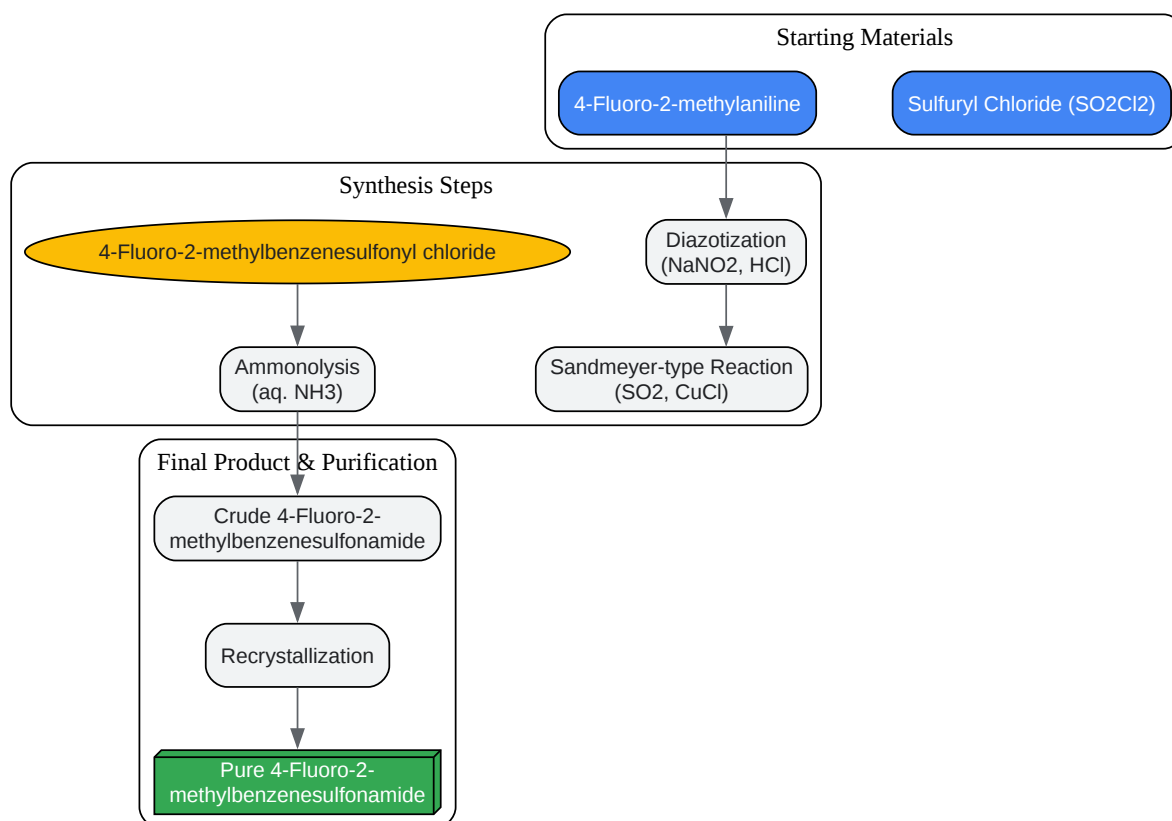 Starting Materials
4-Fluoro-2-methylaniline
Sulfuryl Chloride (SO2Cl2)
Synthesis Steps
4-Fluoro-2-methylbenzenesulfonyl chloride
Diazotization
(NaNO2, HCl)
Ammonolysis
(aq. NH3)
Sandmeyer-type Reaction
(SO2, CuCl)
Final Product & Purification
Crude 4-Fluoro-2-
methylbenzenesulfonamide
Recrystallization
Pure 4-Fluoro-2-
methylbenzenesulfonamide